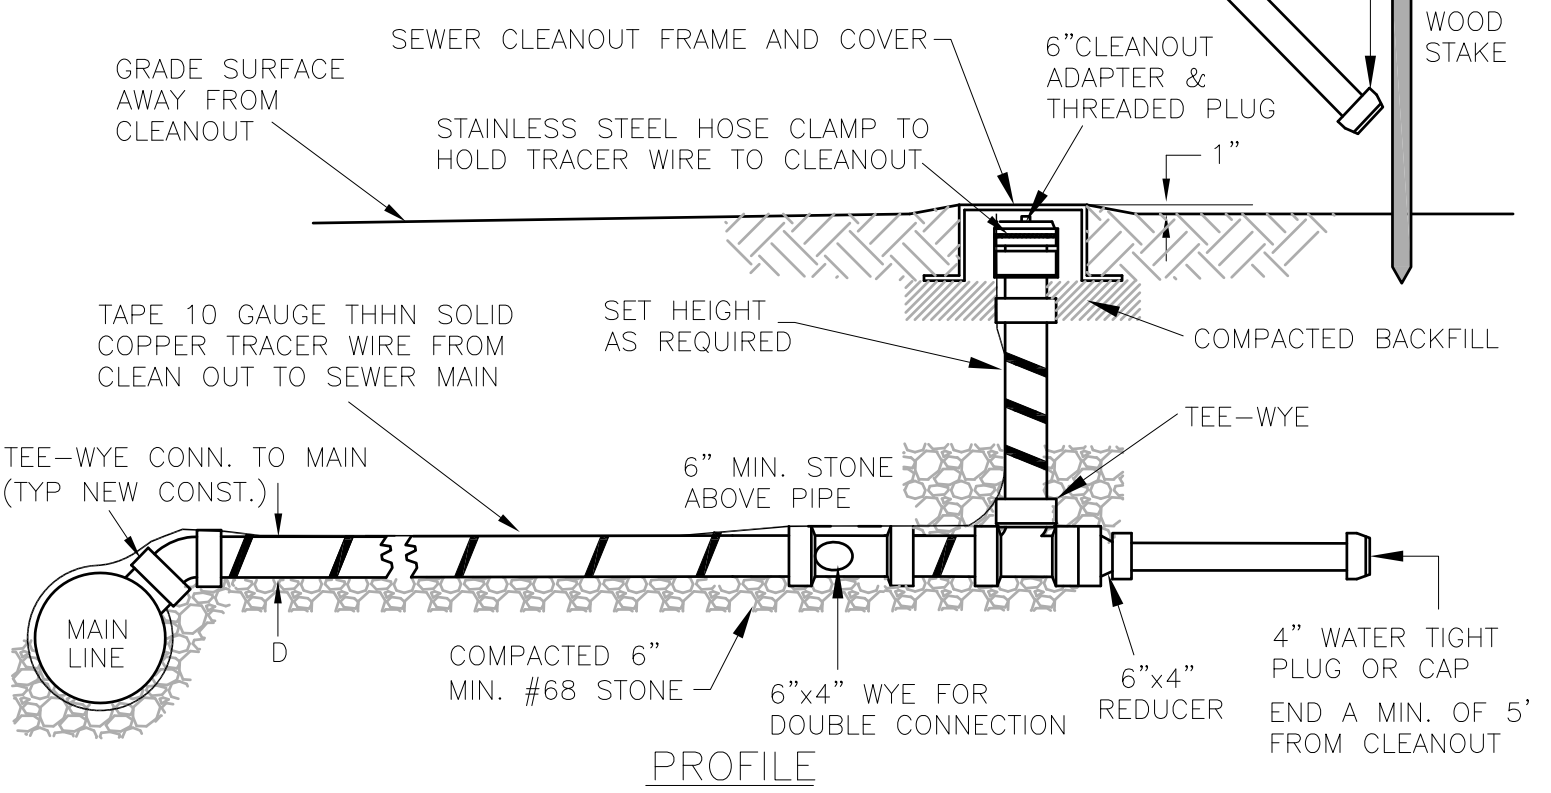 WOOD
STAKE
SEWER CLEANOUT FRAME AND COVER
6"CLEANOUT
ADAPTER &
THREADED PLUG
GRADE SURFACE
AWAY FROM
CLEANOUT
STAINLESS STEEL HOSE CLAMP TO
HOLD TRACER WIRE TO CLEANOUT
1"
TAPE 10 GAUGE THHN SOLID
COPPER TRACER WIRE FROM
CLEAN OUT TO SEWER MAIN
SET HEIGHT
AS REQUIRED
COMPACTED BACKFILL
TEE-WYE
TEE-WYE CONN. TO MAIN
(TYP NEW CONST.)
6" MIN. STONE
ABOVE PIPE
MAIN
LINE
D
COMPACTED 6"
MIN. #68 STONE
6"x4" WYE FOR
DOUBLE CONNECTION
6"x4"
REDUCER
4" WATER TIGHT
PLUG OR CAP
END A MIN. OF 5'
FROM CLEANOUT
PROFILE